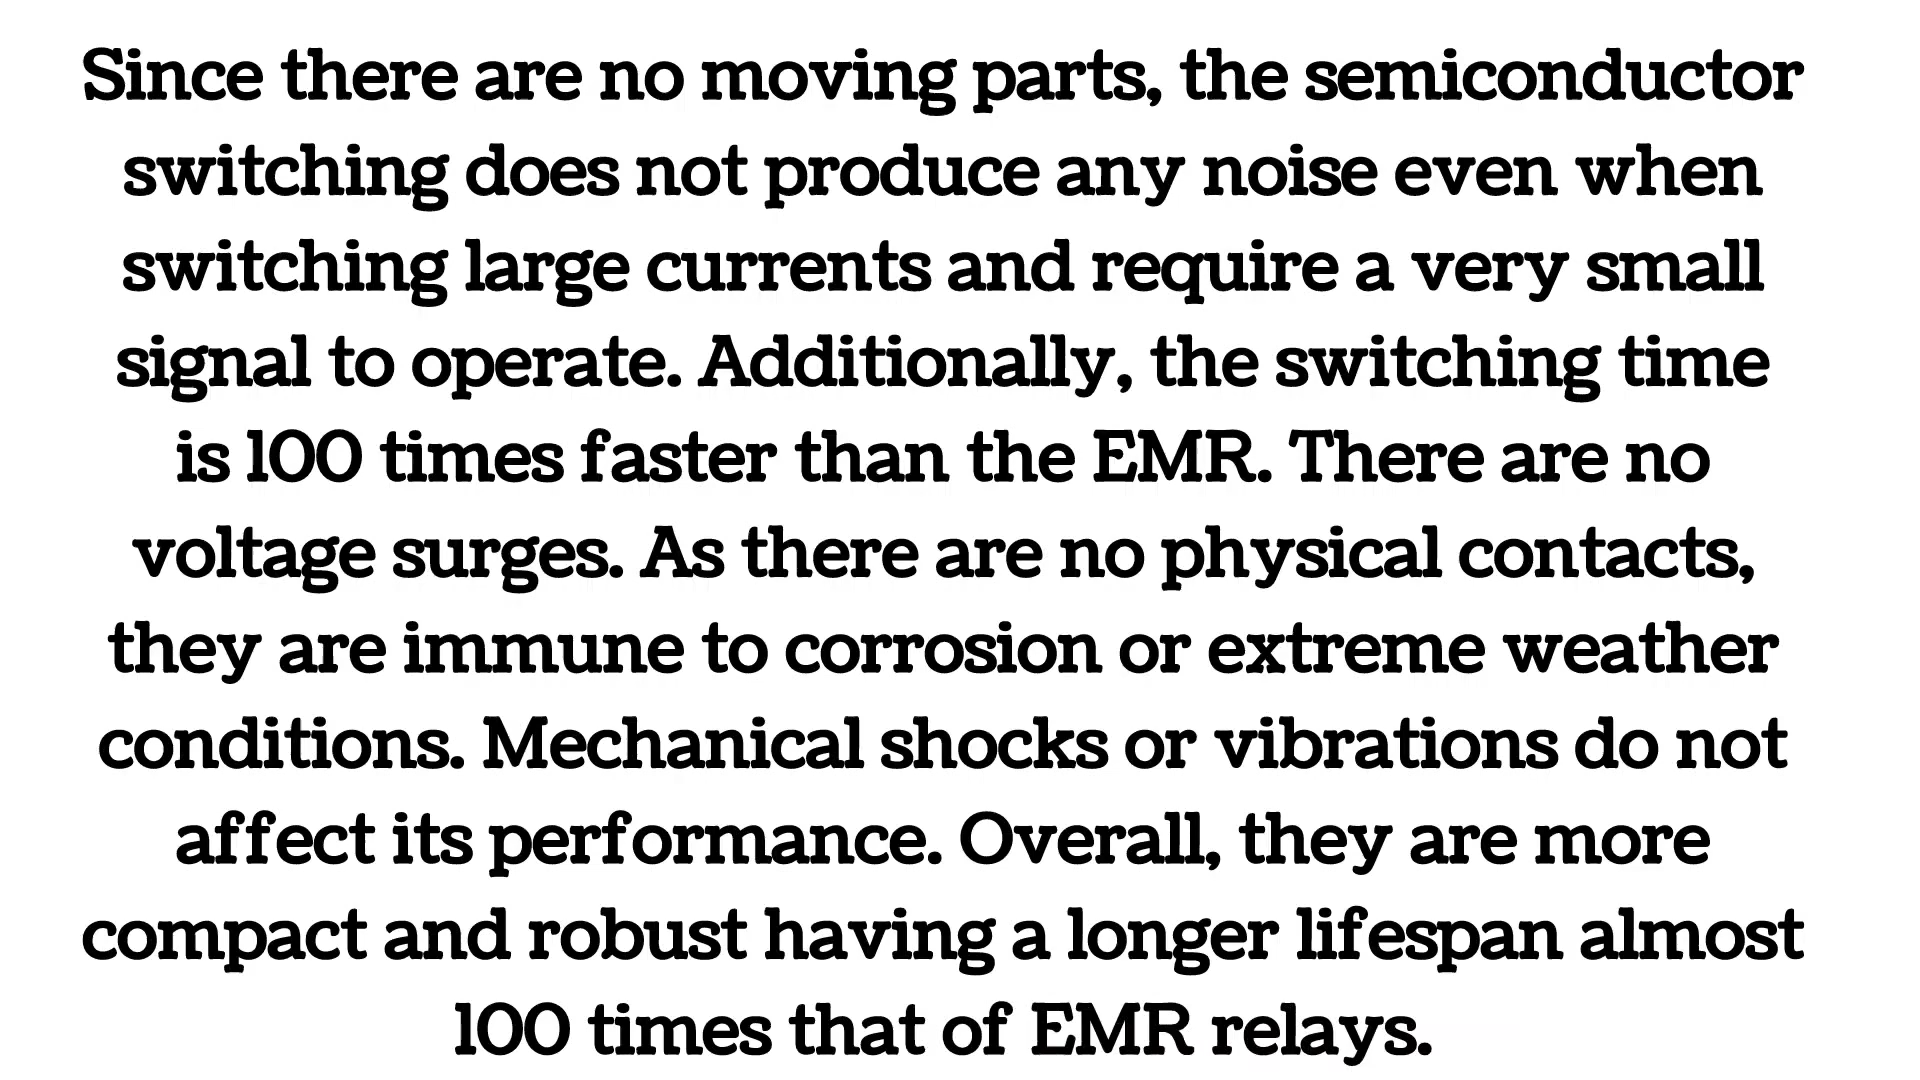 Since there are no moving parts, the semiconductor
switching does not produce any noise even when
switching large currents and require a very small
signal to operate. Additionally, the switching time
is 100 times faster than the EMR. There are no
voltage surges. As there are no physical contacts,
they are immune to corrosion or extreme weather
conditions. Mechanical shocks or vibrations do not
affect its performance. Overall, they are more
compact and robust having a longer lifespan almost
100 times that of EMR relays.